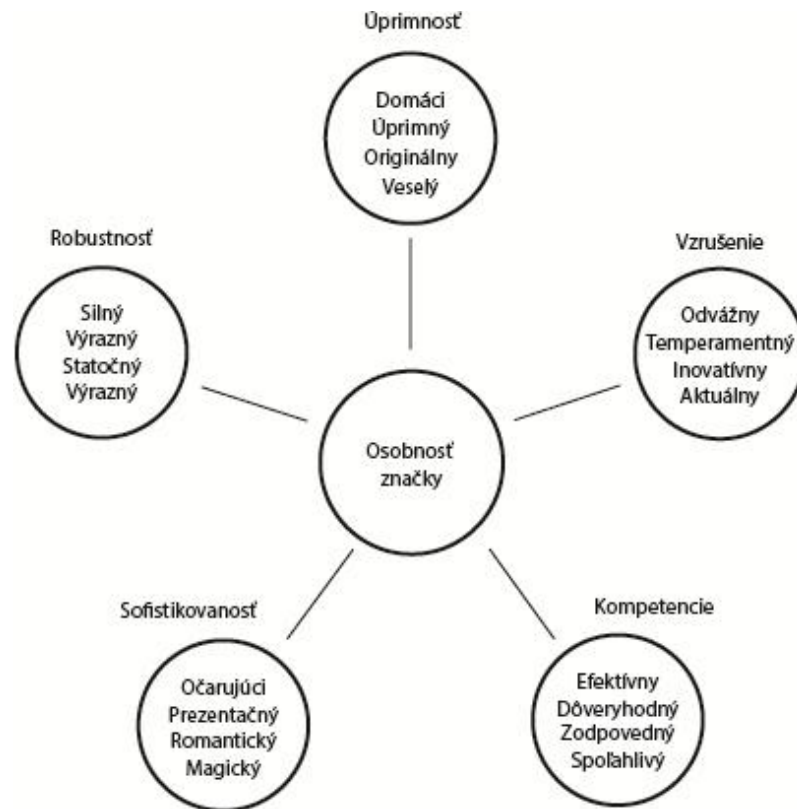 Úprimnosť
Domáci
Úprimný
Originálny
Veselý
Robustnosť
Silný
Výrazný
Statočný
Výrazný
Vzrušenie
Odvážny
Temperamentný
Inovatívny
Aktuálny
Osobnosť
značky
Sofistikovanosť
Očarujúci
Prezentačný
Romantický
Magický
Kompetencie
Efektívny
Dôveryhodný
Zodpovedný
Spoľahlivý